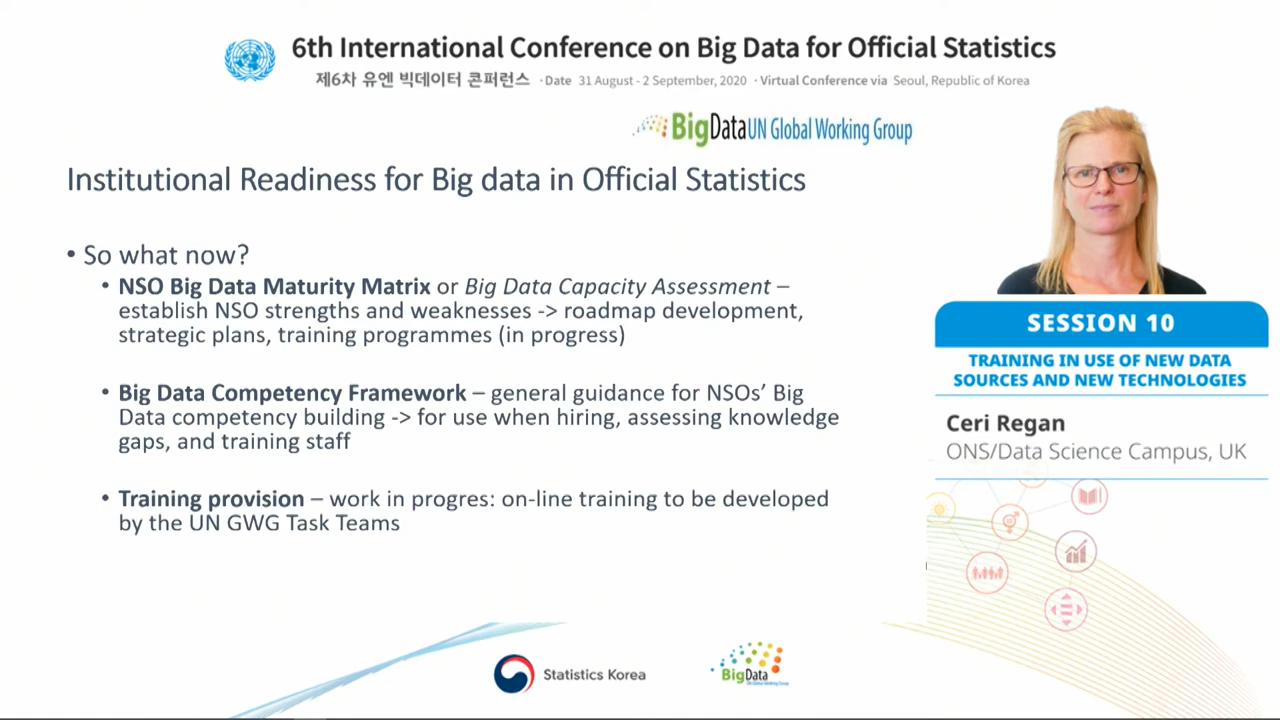 6th International Conference on Big Data for Official Statistics
제6차 유엔 빅데이터 콘퍼런스 · Date 31 August - 2 September, 2020 · Virtual Conference via Seoul, Republic of Korea
BigData UN Global Working Group
Institutional Readiness for Big data in Official Statistics
• So what now?
• NSO Big Data Maturity Matrix or Big Data Capacity Assessment –
establish NSO strengths and weaknesses -> roadmap development,
strategic plans, training programmes (in progress)
• Big Data Competency Framework – general guidance for NSOs’ Big
Data competency building -> for use when hiring, assessing knowledge
gaps, and training staff
• Training provision – work in progres: on-line training to be developed
by the UN GWG Task Teams
SESSION 10
TRAINING IN USE OF NEW DATA
SOURCES AND NEW TECHNOLOGIES
Ceri Regan
ONS/Data Science Campus, UK
Statistics Korea
BigData
UN Global Working Group